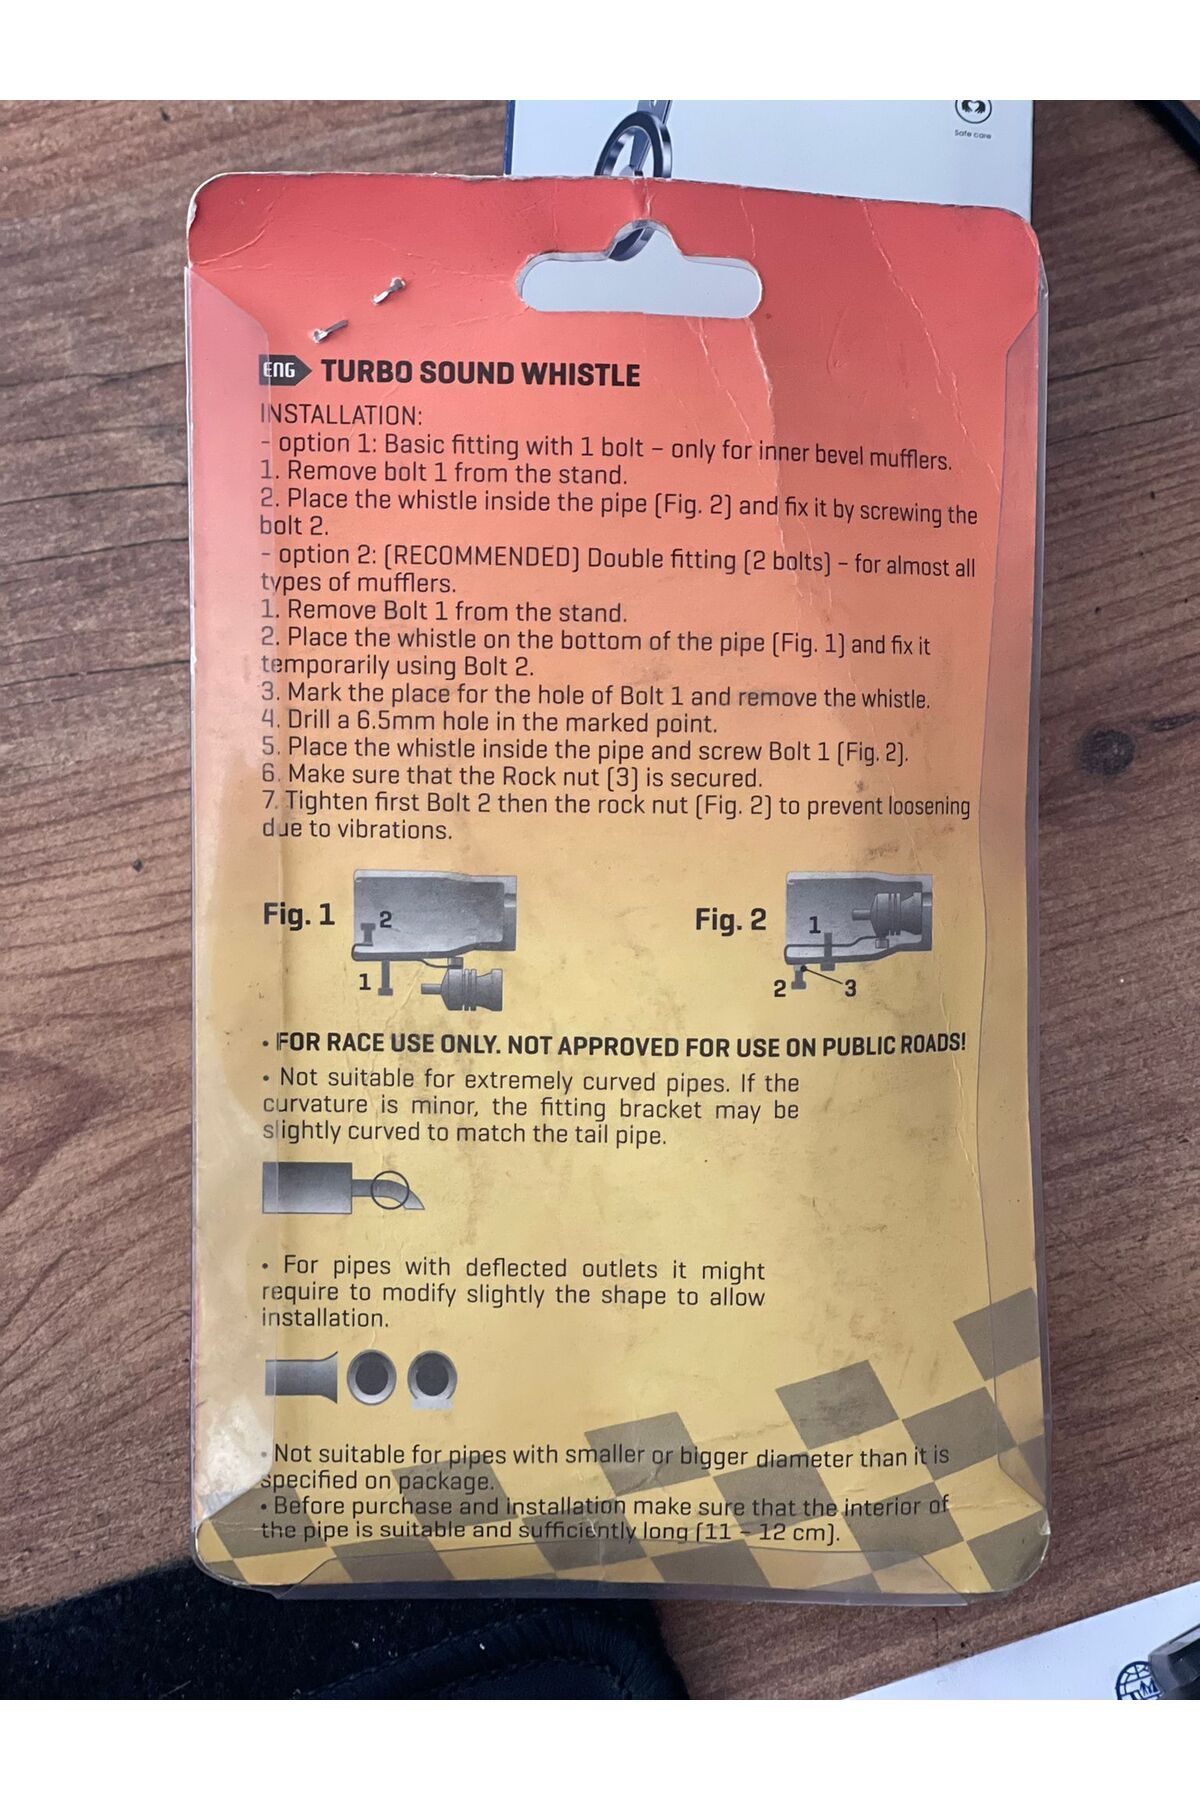 Safe care
ENG TURBO SOUND WHISTLE
INSTALLATION:
- option 1: Basic fitting with 1 bolt – only for inner bevel mufflers.
1. Remove bolt 1 from the stand.
2. Place the whistle inside the pipe (Fig. 2) and fix it by screwing the
bolt 2.
- option 2: (RECOMMENDED) Double fitting (2 bolts) – for almost all
types of mufflers.
1. Remove Bolt 1 from the stand.
2. Place the whistle on the bottom of the pipe (Fig. 1) and fix it
temporarily using Bolt 2.
3. Mark the place for the hole of Bolt 1 and remove the whistle.
4. Drill a 6.5mm hole in the marked point.
5. Place the whistle inside the pipe and screw Bolt 1 (Fig. 2).
6. Make sure that the Rock nut (3) is secured.
7. Tighten first Bolt 2 then the rock nut (Fig. 2) to prevent loosening
due to vibrations.
Fig. 1
2
1
Fig. 2
1
2
3
• FOR RACE USE ONLY. NOT APPROVED FOR USE ON PUBLIC ROADS!
• Not suitable for extremely curved pipes. If the
curvature is minor, the fitting bracket may be
slightly curved to match the tail pipe.
• For pipes with deflected outlets it might
require to modify slightly the shape to allow
installation.
• Not suitable for pipes with smaller or bigger diameter than it is
specified on package.
• Before purchase and installation make sure that the interior of
the pipe is suitable and sufficiently long (11 – 12 cm).